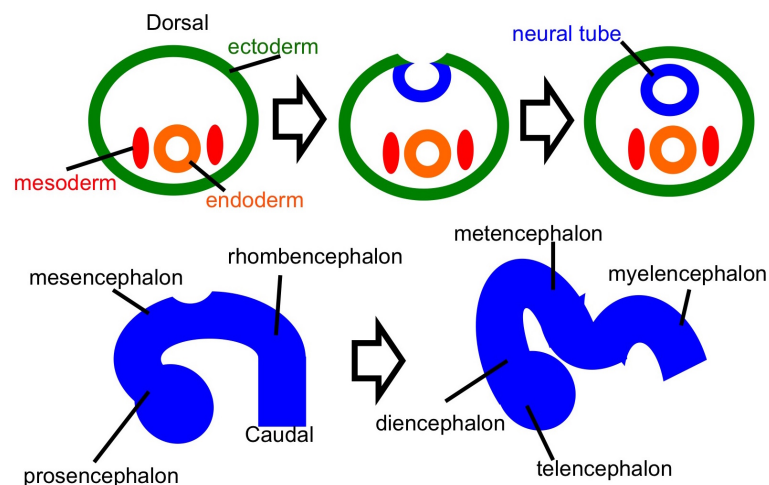 Dorsal
ectoderm
neural tube
mesoderm
endoderm
mesencephalon
rhombencephalon
metencephalon
myelencephalon
prosencephalon
Caudal
diencephalon
telencephalon